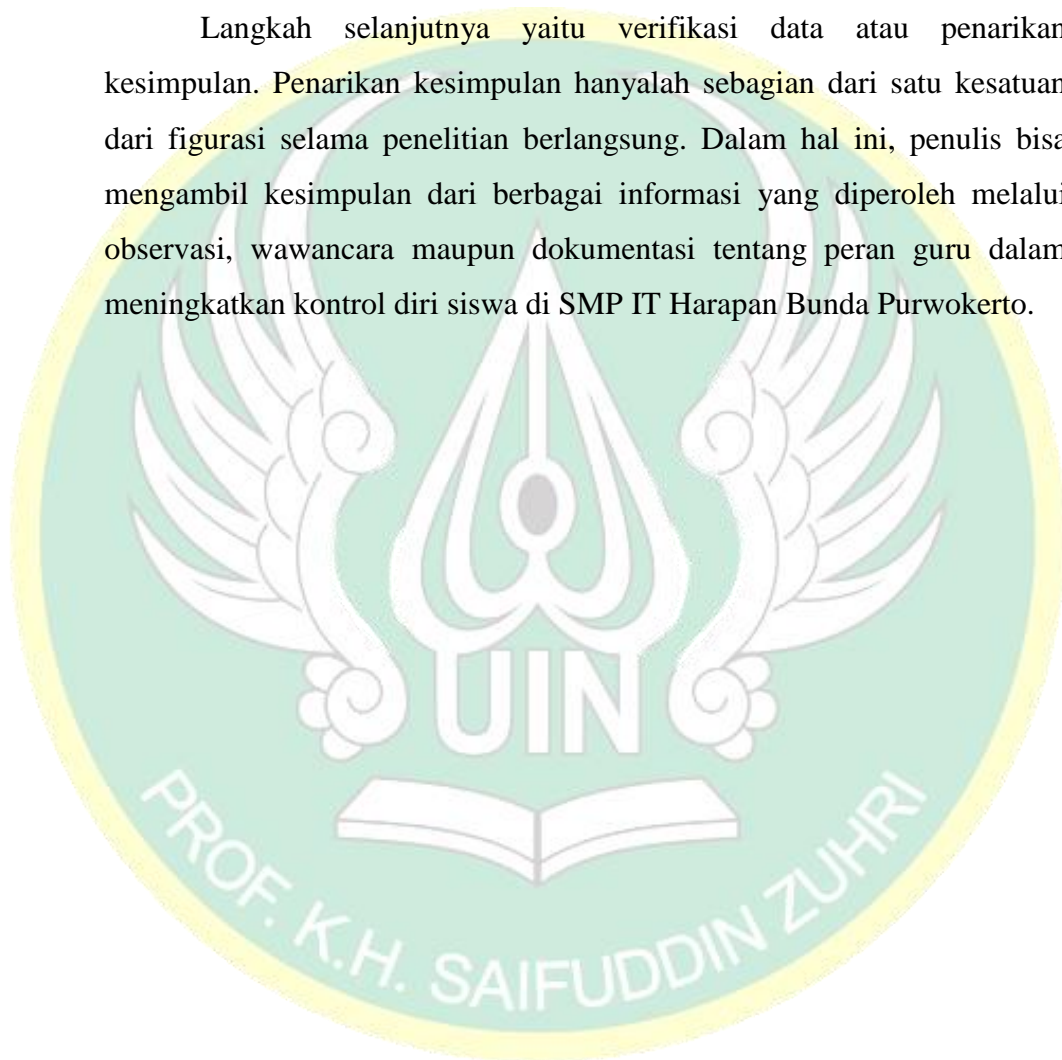 Langkah selanjutnya yaitu verifikasi data atau penarikan
kesimpulan. Penarikan kesimpulan hanyalah sebagian dari satu kesatuan
dari figurasi selama penelitian berlangsung. Dalam hal ini, penulis bisa
mengambil kesimpulan dari berbagai informasi yang diperoleh melalui
observasi, wawancara maupun dokumentasi tentang peran guru dalam
meningkatkan kontrol diri siswa di SMP IT Harapan Bunda Purwokerto.
UIN
PROF. K.H. SAIFUDDIN ZUHRI